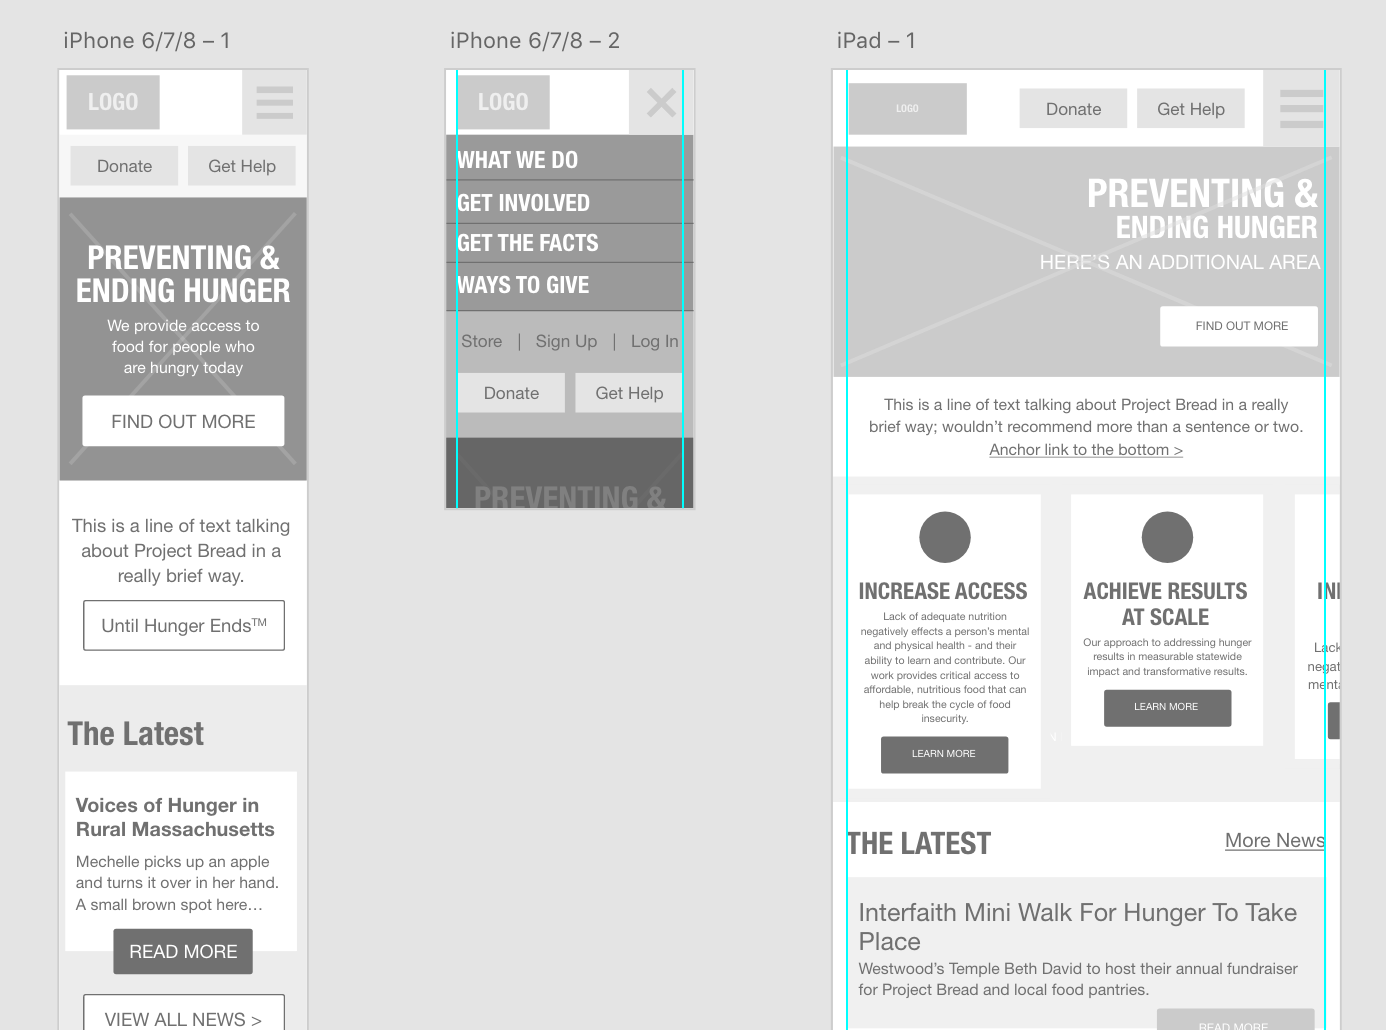 iPhone 6/7/8 – 1
LOGO
Donate
Get Help
PREVENTING &
ENDING HUNGER
We provide access to
food for people who
are hungry today
FIND OUT MORE
This is a line of text talking
about Project Bread in a
really brief way.
Until Hunger Ends™
The Latest
Voices of Hunger in
Rural Massachusetts
Mechelle picks up an apple
and turns it over in her hand.
A small brown spot here…
READ MORE
VIEW ALL NEWS >
iPhone 6/7/8 – 2
LOGO
WHAT WE DO
GET INVOLVED
GET THE FACTS
WAYS TO GIVE
Store | Sign Up | Log In
Donate
Get Help
PREVENTING &
iPad – 1
LOGO
Donate
Get Help
PREVENTING &
ENDING HUNGER
HERE'S AN ADDITIONAL AREA
FIND OUT MORE
This is a line of text talking about Project Bread in a really
brief way; wouldn't recommend more than a sentence or two.
Anchor link to the bottom >
INCREASE ACCESS
Lack of adequate nutrition
negatively effects a person's mental
and physical health - and their
ability to learn and contribute. Our
work provides critical access to
affordable, nutritious food that can
help break the cycle of food
insecurity.
LEARN MORE
ACHIEVE RESULTS
AT SCALE
Our approach to addressing hunger
results in measurable statewide
impact and transformative results.
LEARN MORE
Lack
THE LATEST
More News
Interfaith Mini Walk For Hunger To Take
Place
Westwood's Temple Beth David to host their annual fundraiser
for Project Bread and local food pantries.
READ MORE